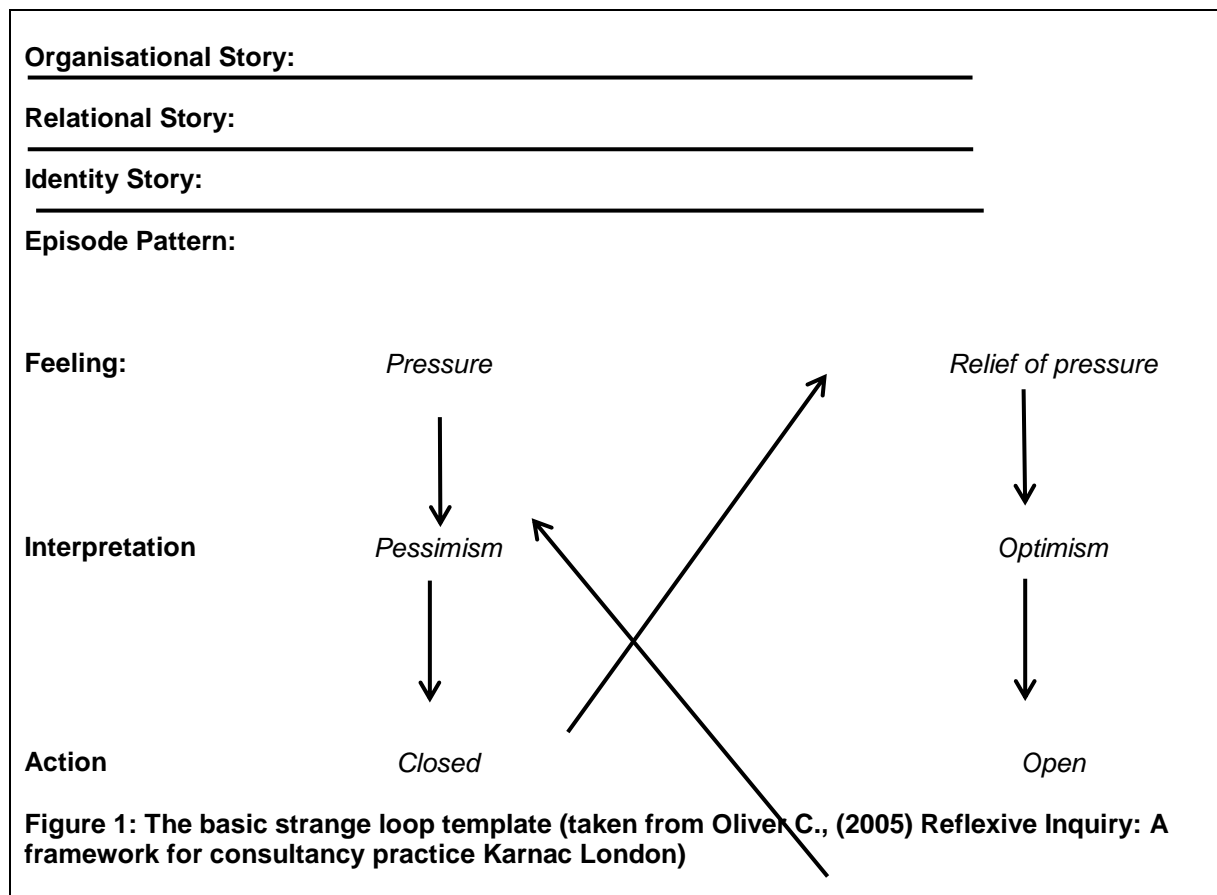 Organisational Story:
Relational Story:
Identity Story:
Episode Pattern:
Feeling: Pressure Relief of pressure
Interpretation Pessimism Optimism
Action Closed Open
Figure 1: The basic strange loop template (taken from Oliver C., (2005) Reflexive Inquiry: A
framework for consultancy practice Karnac London)